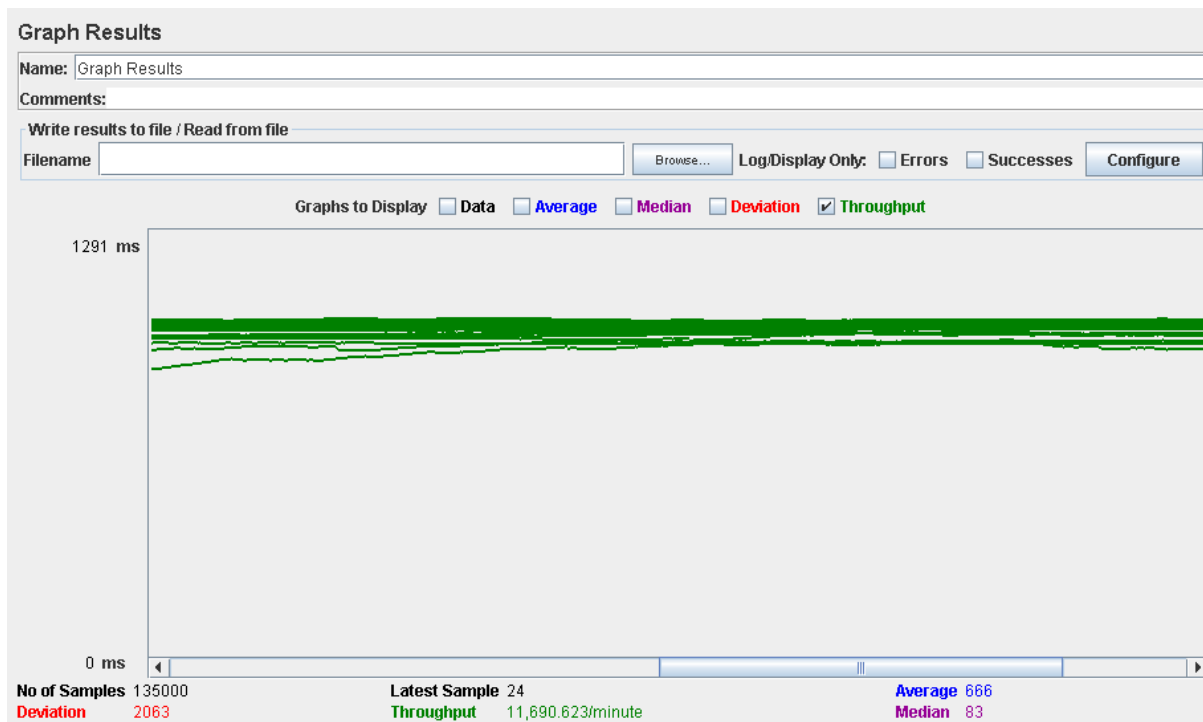 Graph Results
Name: Graph Results
Comments:
Write results to file / Read from file
Filename Browse... Log/Display Only: Errors Successes Configure
Graphs to Display Data Average Median Deviation Throughput
1291 ms
0 ms
No of Samples 135000 Latest Sample 24 Average 666
Deviation 2063 Throughput 11,690.623/minute Median 83